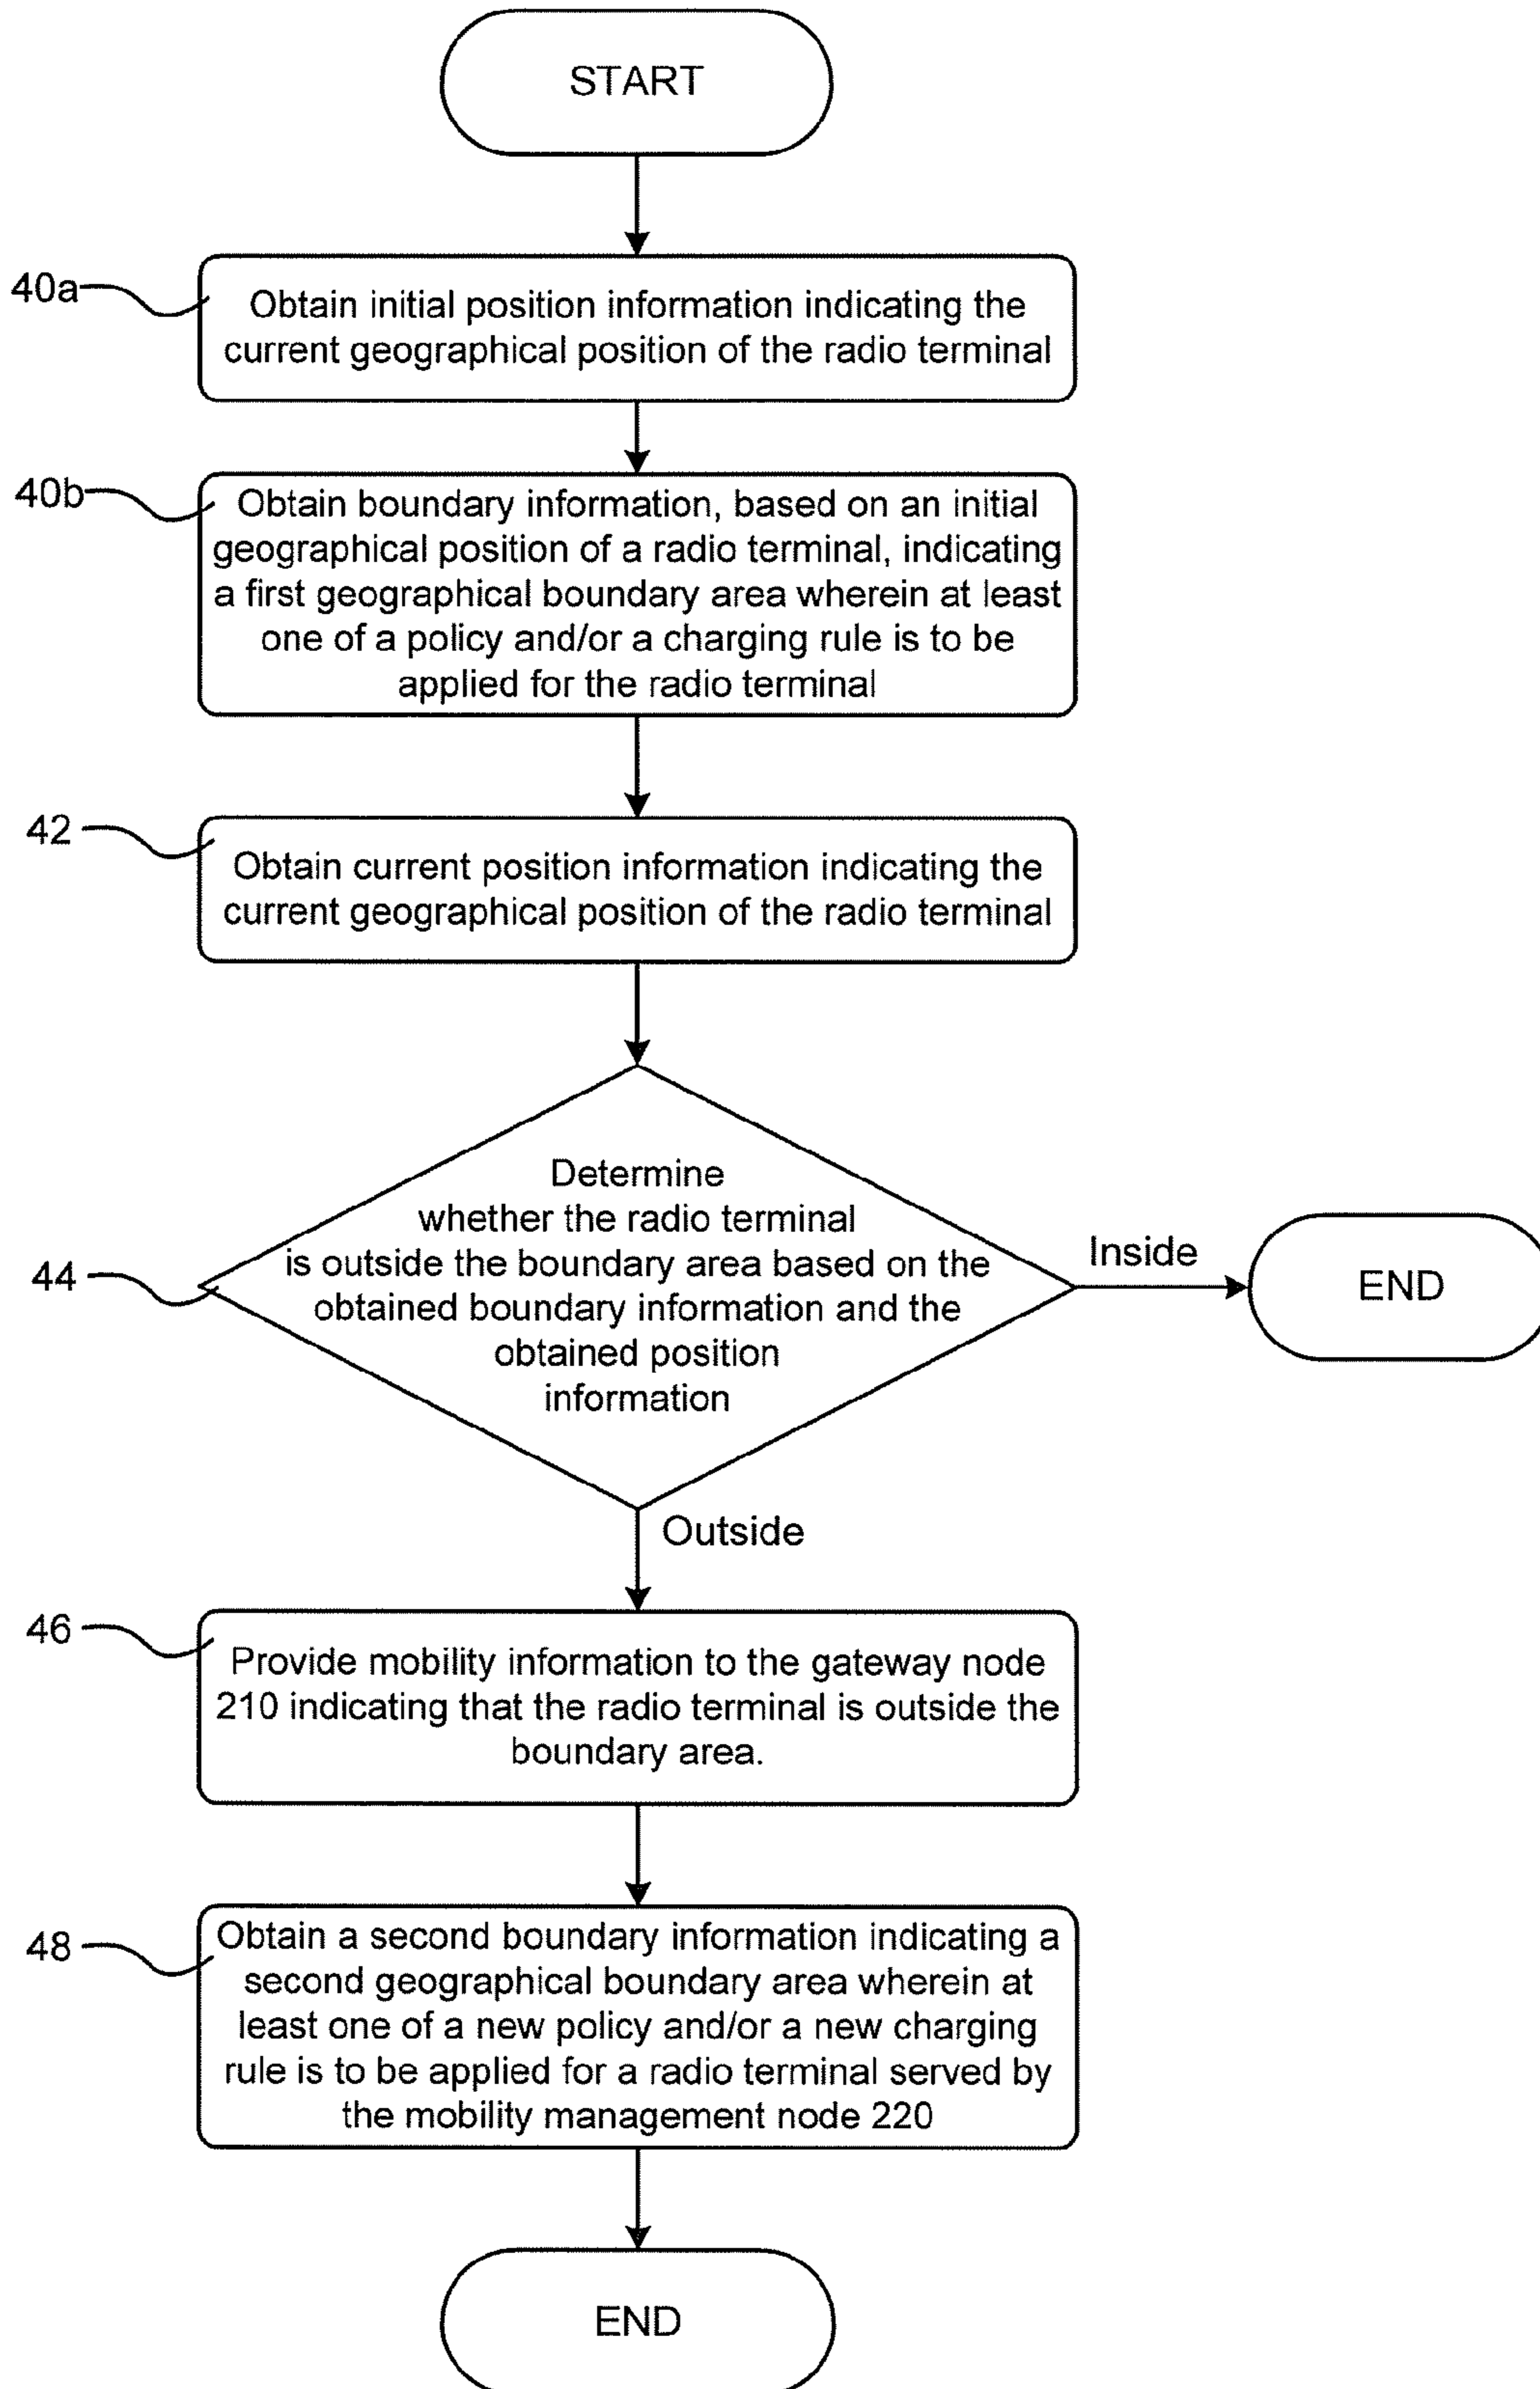 START
40a
Obtain initial position information indicating the
current geographical position of the radio terminal
40b
Obtain boundary information, based on an initial
geographical position of a radio terminal, indicating
a first geographical boundary area wherein at least
one of a policy and/or a charging rule is to be
applied for the radio terminal
42
Obtain current position information indicating the
current geographical position of the radio terminal
44
Determine
whether the radio terminal
is outside the boundary area based on the
obtained boundary information and the
obtained position
information
Inside
END
Outside
46
Provide mobility information to the gateway node
210 indicating that the radio terminal is outside the
boundary area.
48
Obtain a second boundary information indicating a
second geographical boundary area wherein at
least one of a new policy and/or a new charging
rule is to be applied for a radio terminal served by
the mobility management node 220
END